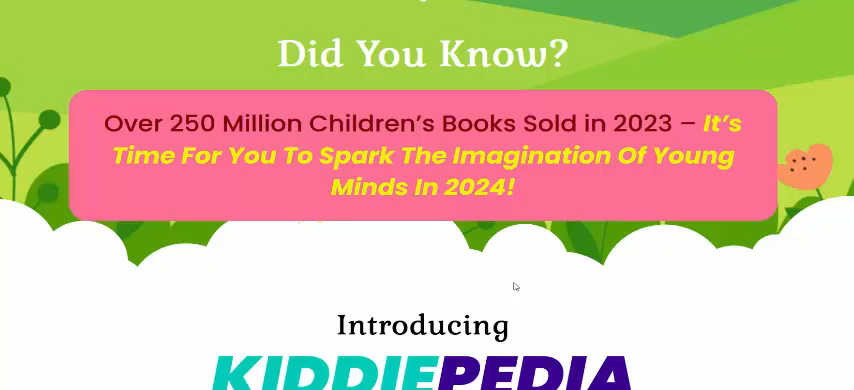 Did You Know?
Over 250 Million Children's Books Sold in 2023 – It's
Time For You To Spark The Imagination Of Young
Minds In 2024!
Introducing
KIDDIEPEDIA